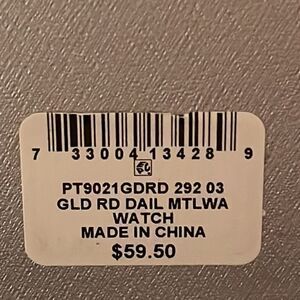 7 33004 13428 9
PT9021GDRD 292 03
GLD RD DAIL MTLWA
WATCH
MADE IN CHINA
$59.50